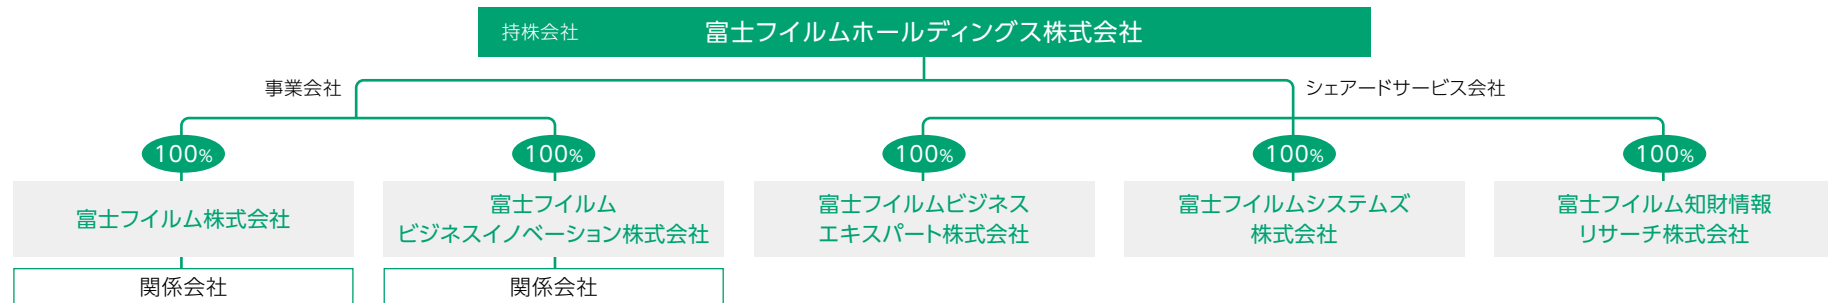 持株会社 富士フイルムホールディングス株式会社
事業会社
シェアードサービス会社
100%
100%
100%
100%
100%
富士フイルム株式会社
富士フイルム
ビジネスイノベーション株式会社
富士フイルムビジネス
エキスパート株式会社
富士フイルムシステムズ
株式会社
富士フイルム知財情報
リサーチ株式会社
関係会社
関係会社